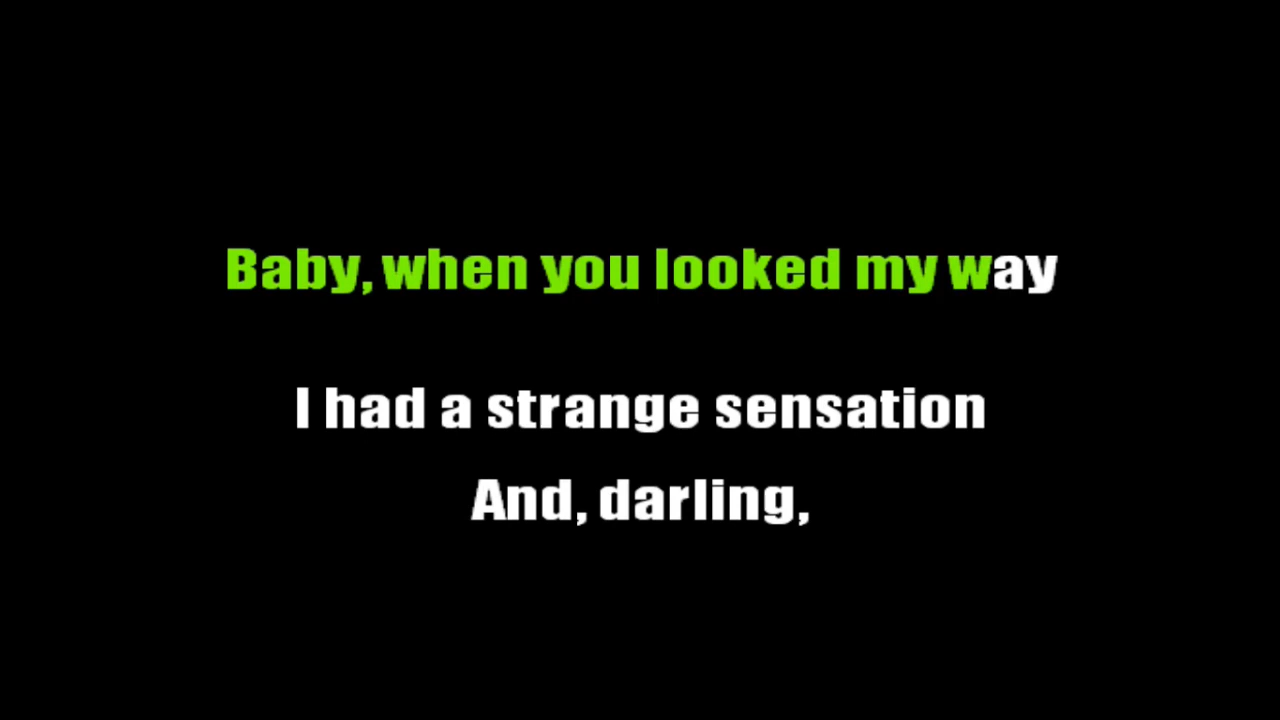 Baby, when you looked my way
I had a strange sensation
And, darling,